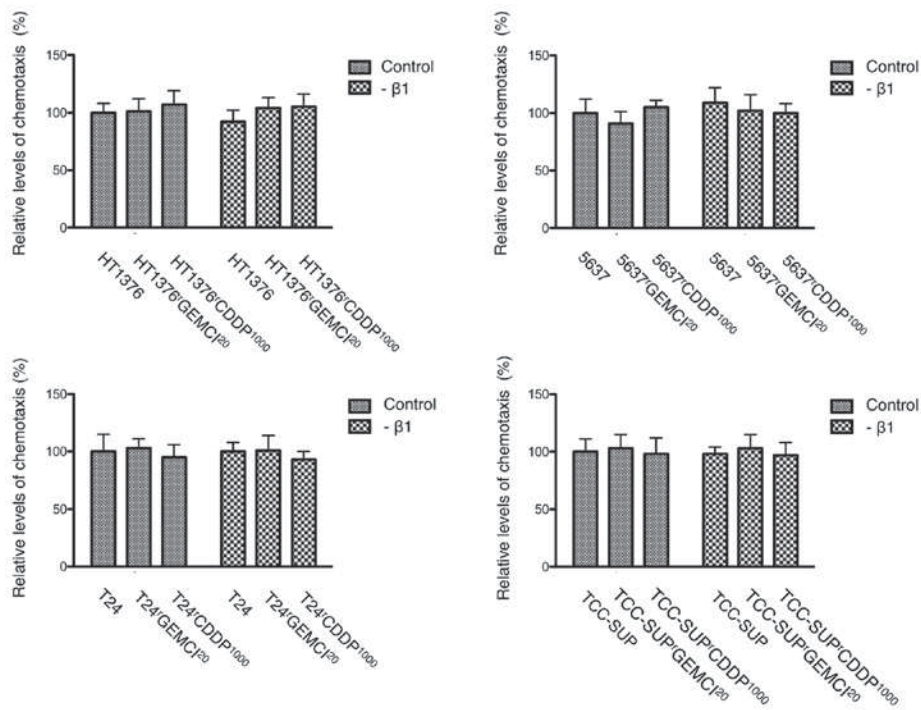 Relative levels of chemotaxis (%)
150
100
50
0
Control
- β1
HT1376
HT1376ʳGEMCI²⁰
HT1376ʳCDDP¹⁰⁰⁰
HT1376
HT1376ʳGEMCI²⁰
HT1376ʳCDDP¹⁰⁰⁰
Relative levels of chemotaxis (%)
150
100
50
0
Control
- β1
5637
5637ʳGEMCI²⁰
5637ʳCDDP¹⁰⁰⁰
5637
5637ʳGEMCI²⁰
5637ʳCDDP¹⁰⁰⁰
Relative levels of chemotaxis (%)
150
100
50
0
Control
- β1
T24
T24ʳGEMCI²⁰
T24ʳCDDP¹⁰⁰⁰
T24
T24ʳGEMCI²⁰
T24ʳCDDP¹⁰⁰⁰
Relative levels of chemotaxis (%)
150
100
50
0
Control
- β1
TCC-SUP
TCC-SUPʳGEMCI²⁰
TCC-SUPʳCDDP¹⁰⁰⁰
TCC-SUP
TCC-SUPʳGEMCI²⁰
TCC-SUPʳCDDP¹⁰⁰⁰